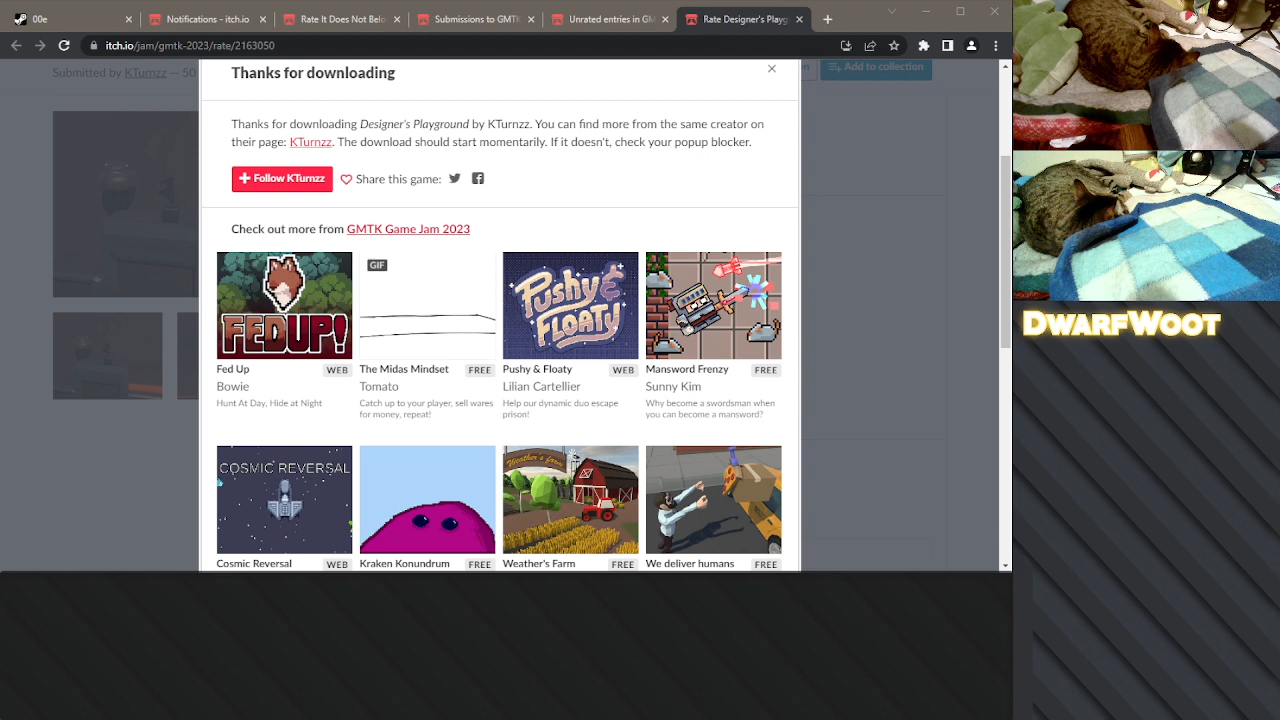 00e
Notifications - itch.io
Rate It Does Not Belo
Submissions to GMTK
Unrated entries in GM
Rate Designer's Playg
itch.io/jam/gmtk-2023/rate/2163050
Submitted by KTurnzz — 50
Add to collection
Thanks for downloading
Thanks for downloading Designer's Playground by KTurnzz. You can find more from the same creator on
their page: KTurnzz. The download should start momentarily. If it doesn't, check your popup blocker.
Follow KTurnzz
Share this game:
Check out more from GMTK Game Jam 2023
FEDUP!
GIF
Pushy & FLOATY
Fed Up WEB
Bowie
Hunt At Day, Hide at Night
The Midas Mindset FREE
Tomato
Catch up to your player, sell wares
for money, repeat!
Pushy & Floaty WEB
Lilian Cartellier
Help our dynamic duo escape
prison!
Mansword Frenzy FREE
Sunny Kim
Why become a swordsman when
you can become a mansword?
COSMIC REVERSAL
Weather's farm
Cosmic Reversal WEB
Kraken Konundrum FREE
Weather's Farm FREE
We deliver humans FREE
DWARFWOOT